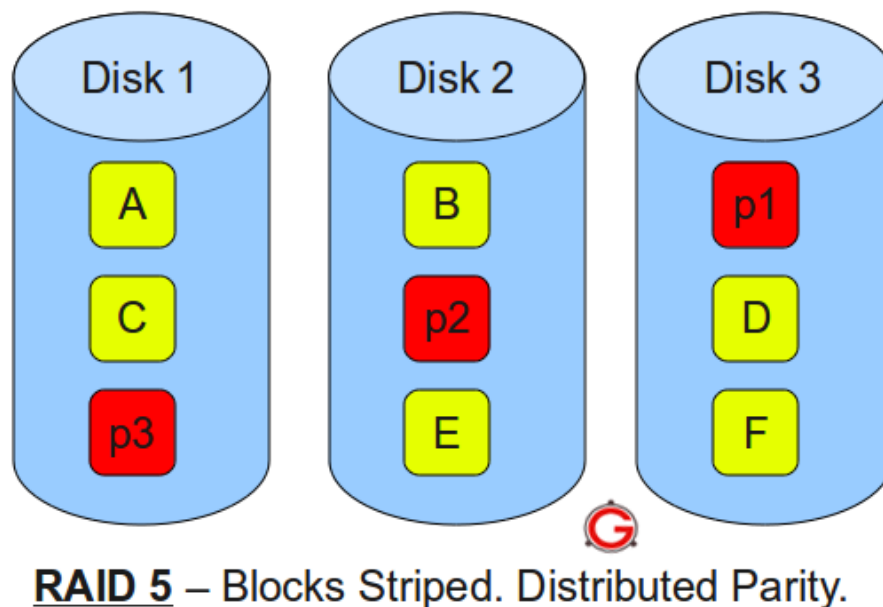 Disk 1 Disk 2 Disk 3
A B p1
C p2 D
p3 E F
G
RAID 5 – Blocks Striped. Distributed Parity.